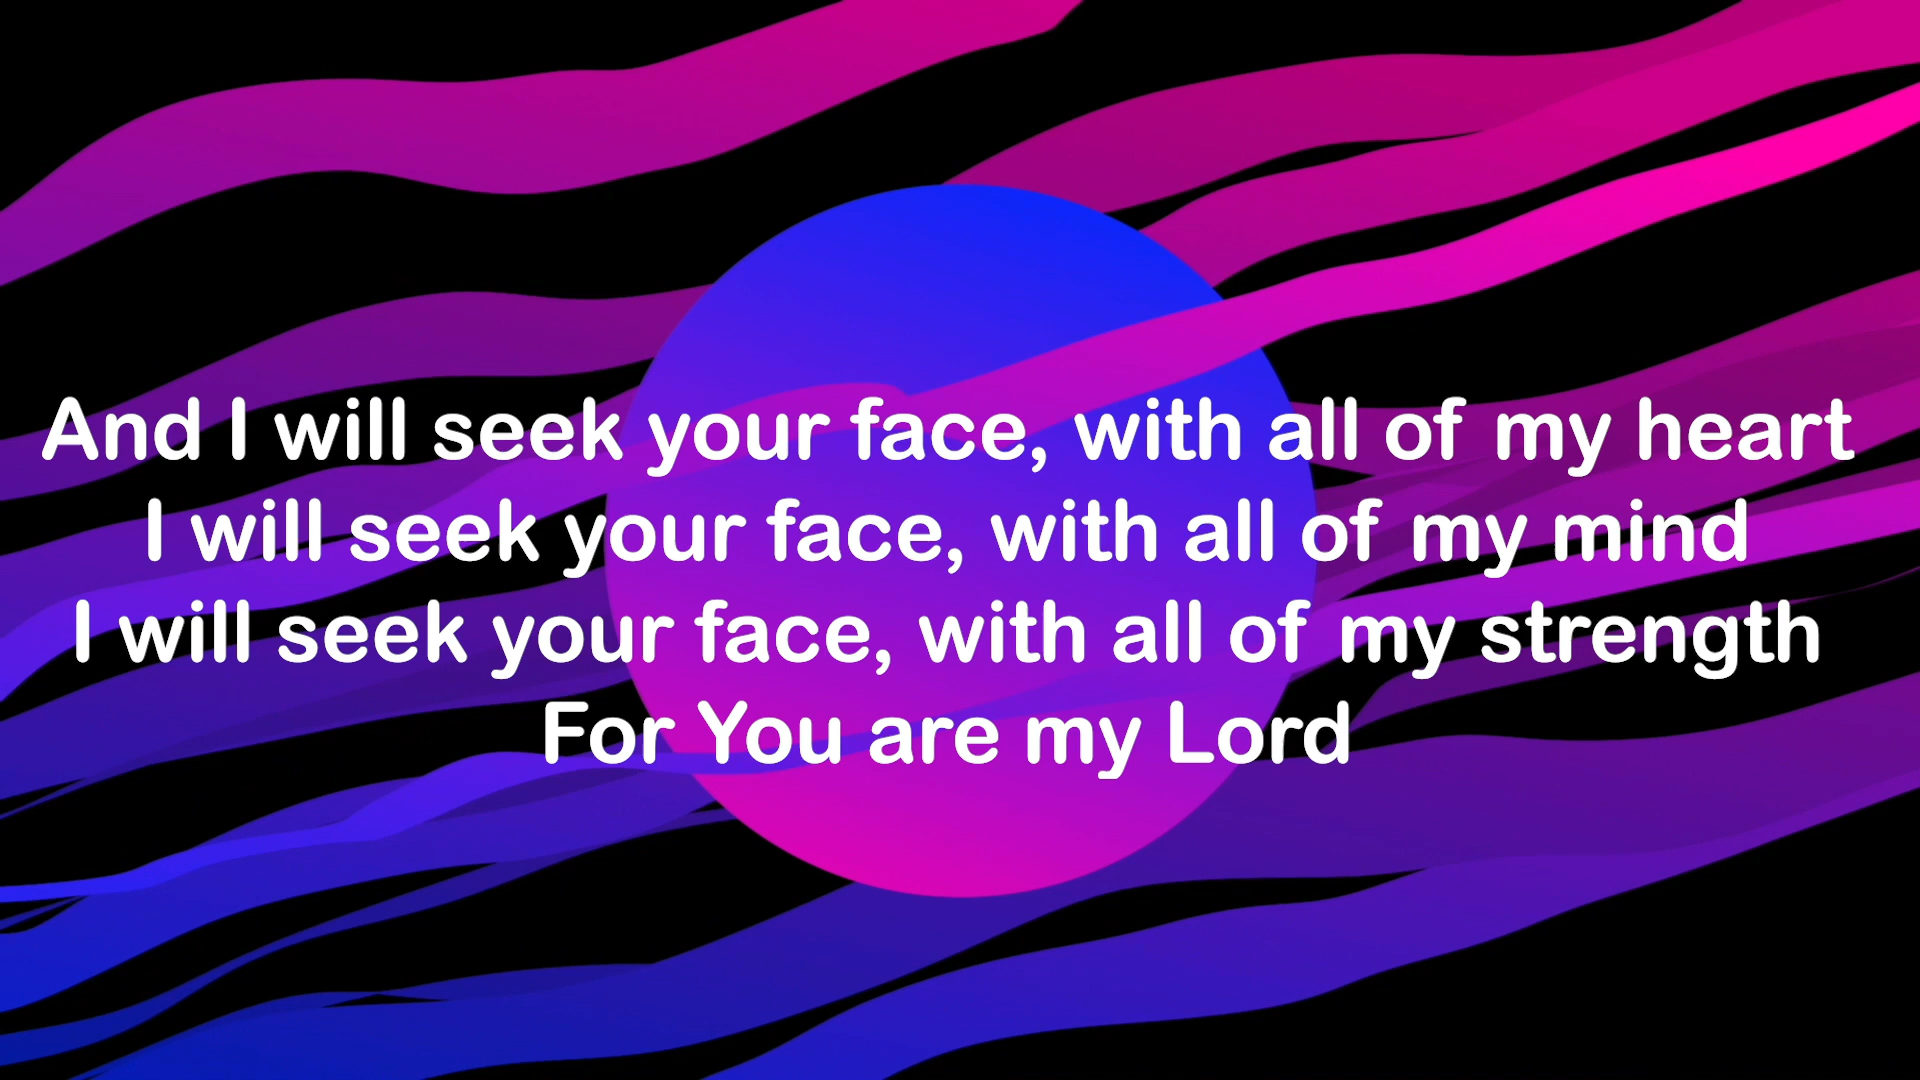 And I will seek your face, with all of my heart
I will seek your face, with all of my mind
I will seek your face, with all of my strength
For You are my Lord